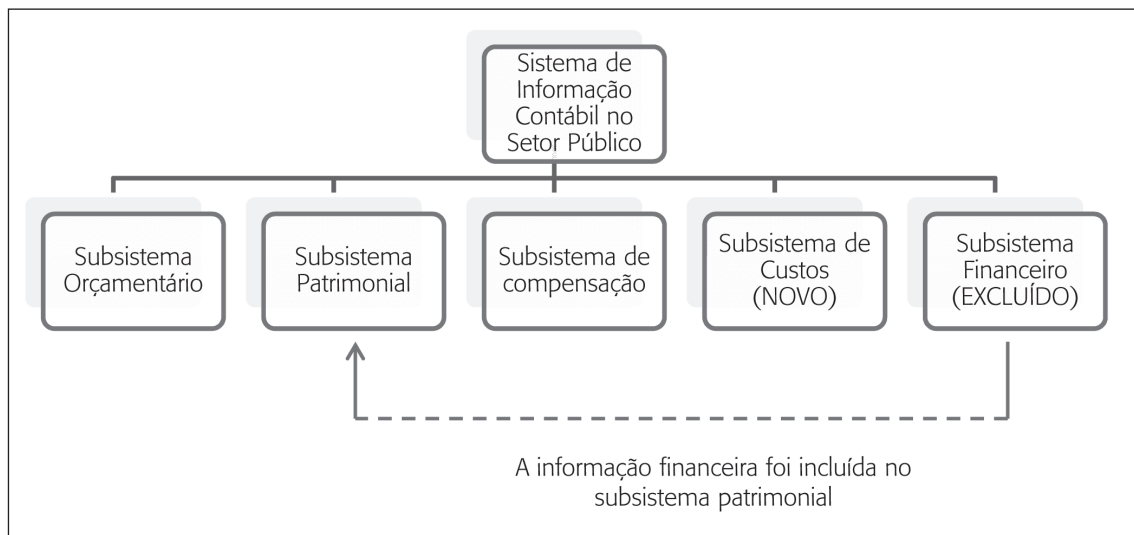 Sistema de
Informação
Contábil no
Setor Público
Subsistema
Orçamentário
Subsistema
Patrimonial
Subsistema de
compensação
Subsistema de
Custos
(NOVO)
Subsistema
Financeiro
(EXCLUÍDO)
A informação financeira foi incluída no
subsistema patrimonial